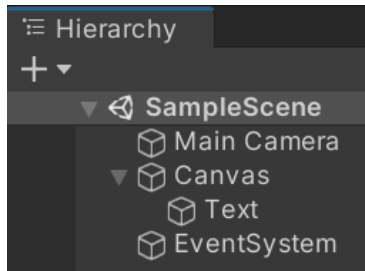 Hierarchy
SampleScene
Main Camera
Canvas
Text
EventSystem